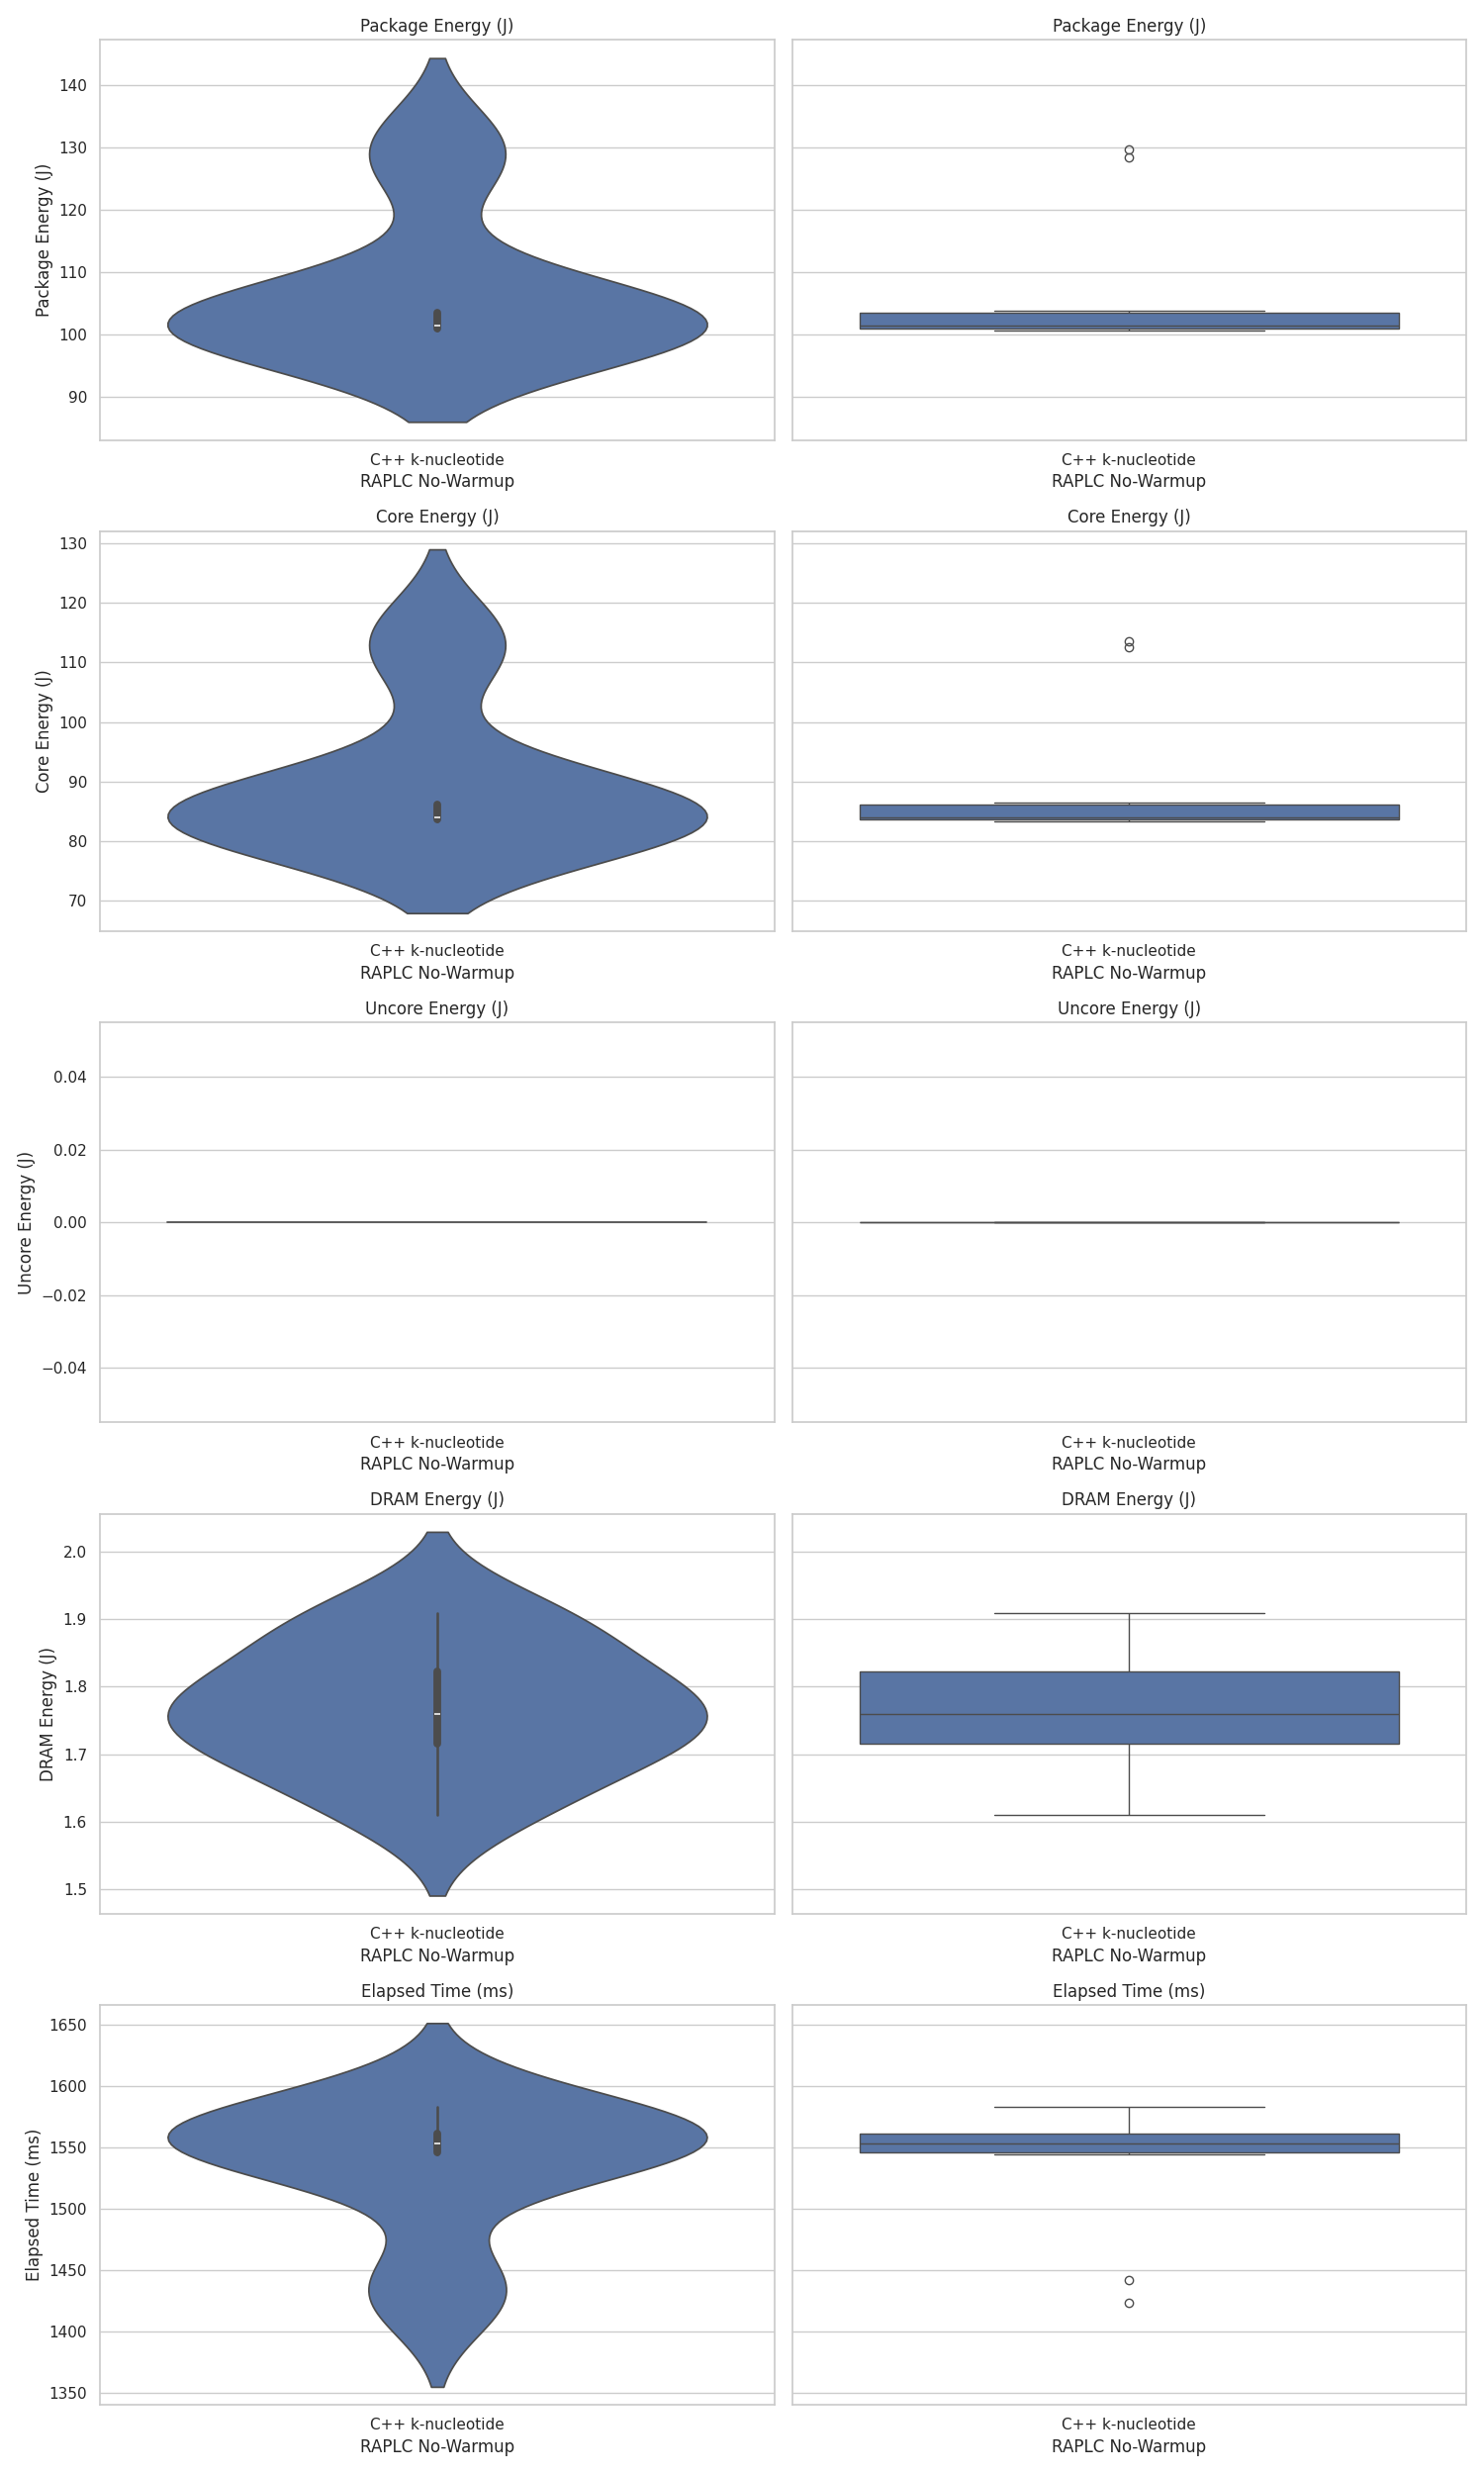 Package Energy (J)
Package Energy (J)
Package Energy (J)
140
130
120
110
100
90
C++ k-nucleotide
C++ k-nucleotide
RAPLC No-Warmup
RAPLC No-Warmup
Core Energy (J)
Core Energy (J)
Core Energy (J)
130
120
110
100
90
80
70
C++ k-nucleotide
C++ k-nucleotide
RAPLC No-Warmup
RAPLC No-Warmup
Uncore Energy (J)
Uncore Energy (J)
Uncore Energy (J)
0.04
0.02
0.00
−0.02
−0.04
C++ k-nucleotide
C++ k-nucleotide
RAPLC No-Warmup
RAPLC No-Warmup
DRAM Energy (J)
DRAM Energy (J)
DRAM Energy (J)
2.0
1.9
1.8
1.7
1.6
1.5
C++ k-nucleotide
C++ k-nucleotide
RAPLC No-Warmup
RAPLC No-Warmup
Elapsed Time (ms)
Elapsed Time (ms)
Elapsed Time (ms)
1650
1600
1550
1500
1450
1400
1350
C++ k-nucleotide
C++ k-nucleotide
RAPLC No-Warmup
RAPLC No-Warmup